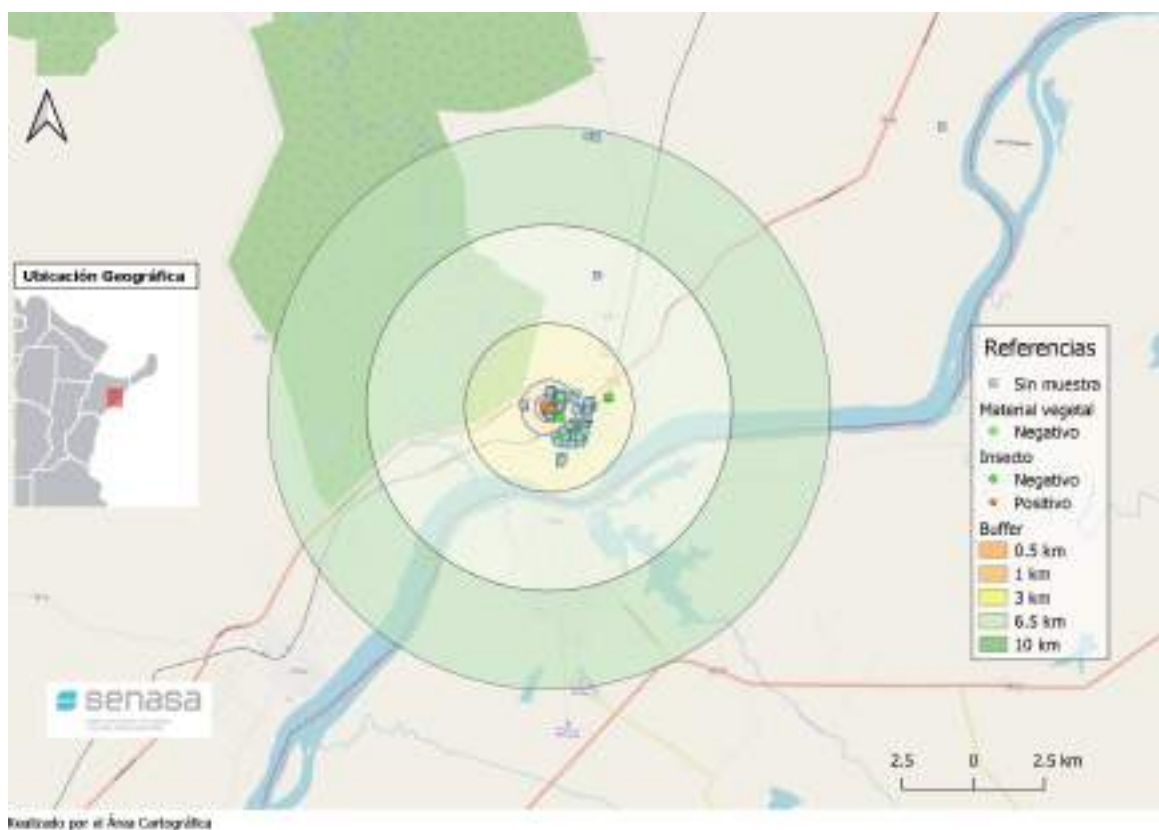 Ubicación Geográfica
Referencias
Sin muestra
Material vegetal
Negativo
Insecto
Negativo
Positivo
Buffer
0.5 km
1 km
3 km
6.5 km
10 km
senasa
2.5 0 2.5 km
Realizado por el Área Cartográfica